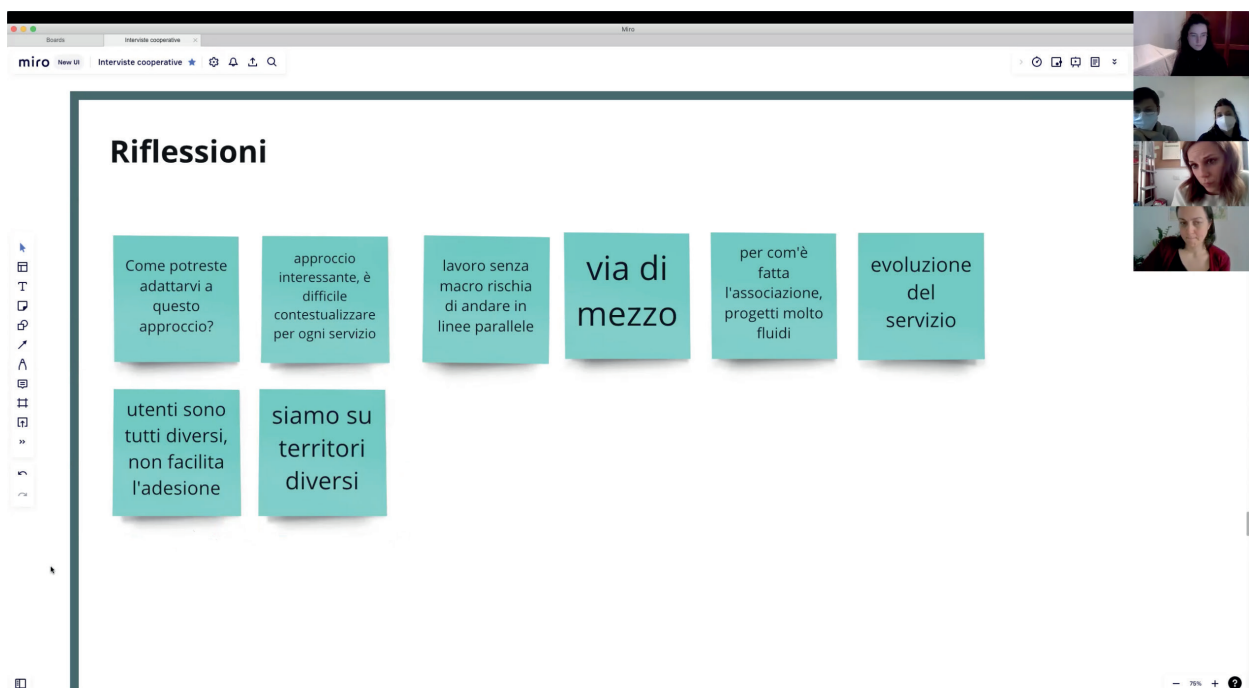 Miro
Boards
Interviste cooperative
miro New UI Interviste cooperative
Riflessioni
Come potreste
adattarvi a
questo
approccio?
approccio
interessante, è
difficile
contestualizzare
per ogni servizio
lavoro senza
macro rischia
di andare in
linee parallele
via di
mezzo
per com'è
fatta
l'associazione,
progetti molto
fluidi
evoluzione
del
servizio
utenti sono
tutti diversi,
non facilita
l'adesione
siamo su
territori
diversi
75%